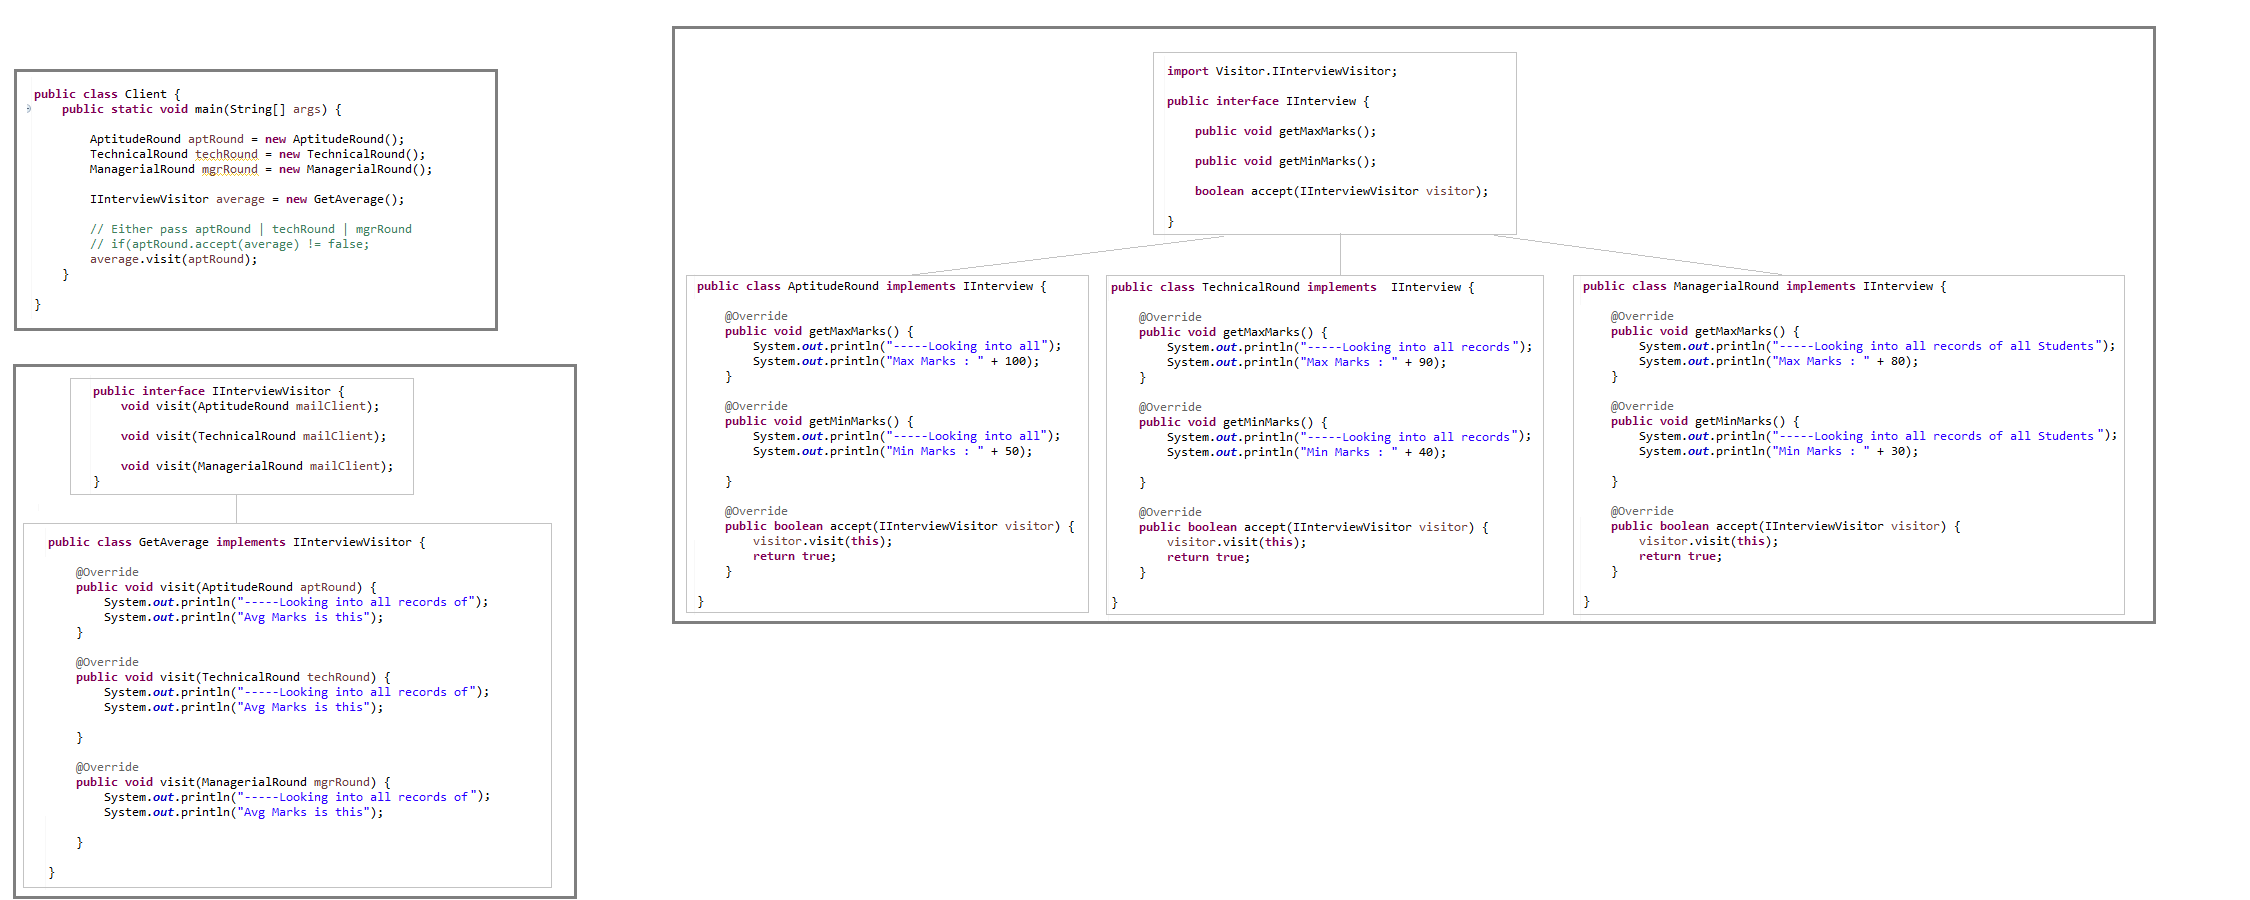 public class Client {
public static void main(String[] args) {
AptitudeRound aptRound = new AptitudeRound();
TechnicalRound techRound = new TechnicalRound();
ManagerialRound mgrRound = new ManagerialRound();
IInterviewVisitor average = new GetAverage();
// Either pass aptRound | techRound | mgrRound
// if(aptRound.accept(average) != false;
average.visit(aptRound);
}
}
public interface IInterviewVisitor {
void visit(AptitudeRound mailClient);
void visit(TechnicalRound mailClient);
void visit(ManagerialRound mailClient);
}
public class GetAverage implements IInterviewVisitor {
@Override
public void visit(AptitudeRound aptRound) {
System.out.println("-----Looking into all records of");
System.out.println("Avg Marks is this");
}
@Override
public void visit(TechnicalRound techRound) {
System.out.println("-----Looking into all records of");
System.out.println("Avg Marks is this");
}
@Override
public void visit(ManagerialRound mgrRound) {
System.out.println("-----Looking into all records of");
System.out.println("Avg Marks is this");
}
}
import Visitor.IInterviewVisitor;
public interface IInterview {
public void getMaxMarks();
public void getMinMarks();
boolean accept(IInterviewVisitor visitor);
}
public class AptitudeRound implements IInterview {
@Override
public void getMaxMarks() {
System.out.println("-----Looking into all");
System.out.println("Max Marks : " + 100);
}
@Override
public void getMinMarks() {
System.out.println("-----Looking into all");
System.out.println("Min Marks : " + 50);
}
@Override
public boolean accept(IInterviewVisitor visitor) {
visitor.visit(this);
return true;
}
}
public class TechnicalRound implements  IInterview {
@Override
public void getMaxMarks() {
System.out.println("-----Looking into all records");
System.out.println("Max Marks : " + 90);
}
@Override
public void getMinMarks() {
System.out.println("-----Looking into all records");
System.out.println("Min Marks : " + 40);
}
@Override
public boolean accept(IInterviewVisitor visitor) {
visitor.visit(this);
return true;
}
}
public class ManagerialRound implements IInterview {
@Override
public void getMaxMarks() {
System.out.println("-----Looking into all records of all Students");
System.out.println("Max Marks : " + 80);
}
@Override
public void getMinMarks() {
System.out.println("-----Looking into all records of all Students");
System.out.println("Min Marks : " + 30);
}
@Override
public boolean accept(IInterviewVisitor visitor) {
visitor.visit(this);
return true;
}
}